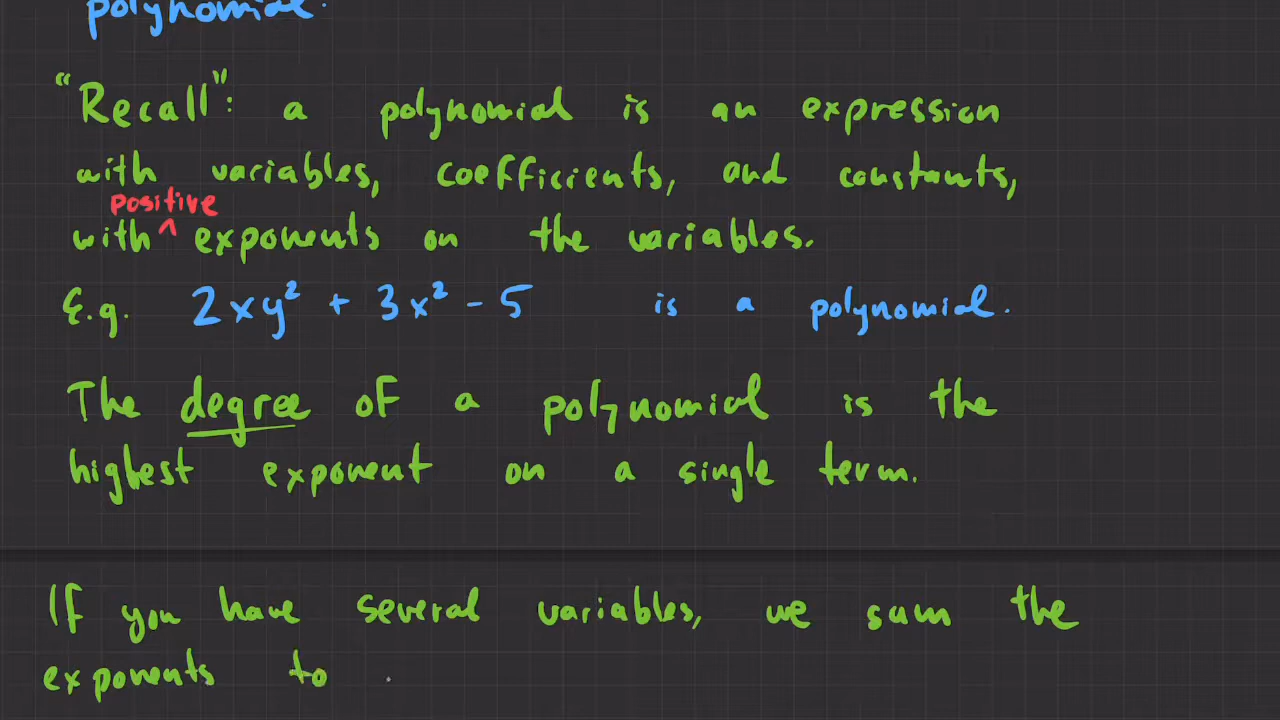 polynomial.
"Recall": a polynomial is an expression
with variables, coefficients, and constants,
positive
with ^ exponents on the variables.
E.g. 2xy² + 3x² - 5 is a polynomial.
The degree of a polynomial is the
highest exponent on a single term.
If you have several variables, we sum the
exponents to